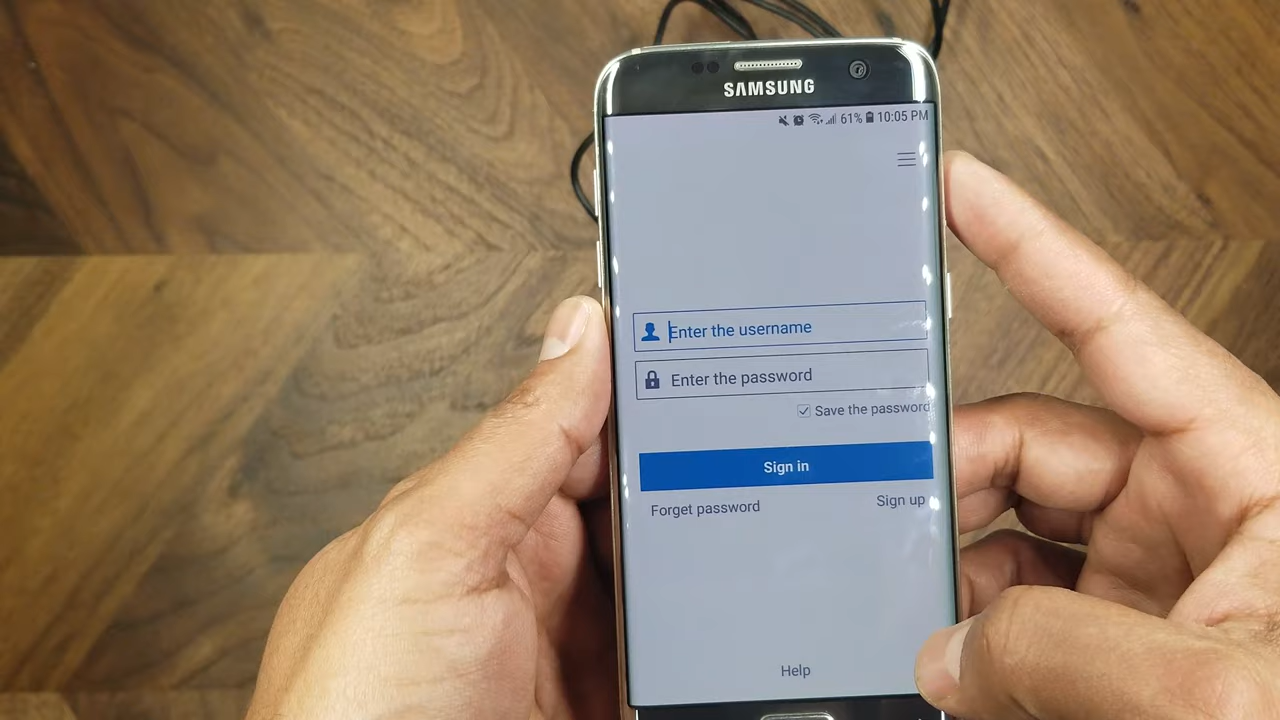 SAMSUNG
61% 10:05 PM
Enter the username
Enter the password
Save the password
Sign in
Forget password
Sign up
Help